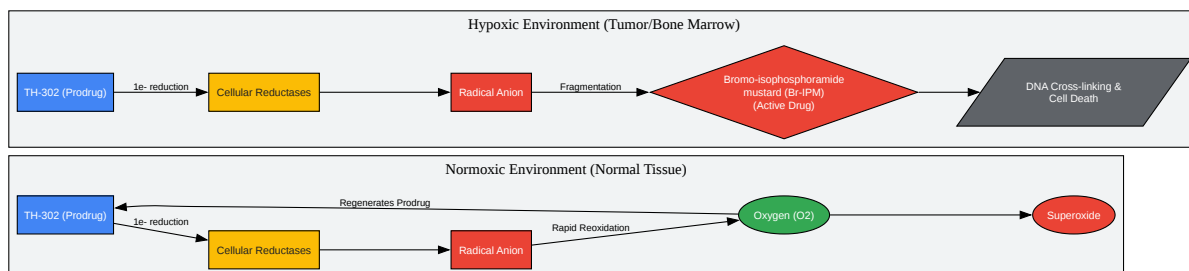 Hypoxic Environment (Tumor/Bone Marrow)
TH-302 (Prodrug)
1e- reduction
Cellular Reductases
Radical Anion
Fragmentation
Bromo-isophosphoramide
mustard (Br-IPM)
(Active Drug)
DNA Cross-linking &
Cell Death
Normoxic Environment (Normal Tissue)
TH-302 (Prodrug)
Regenerates Prodrug
1e- reduction
Cellular Reductases
Radical Anion
Rapid Reoxidation
Oxygen (O2)
Superoxide